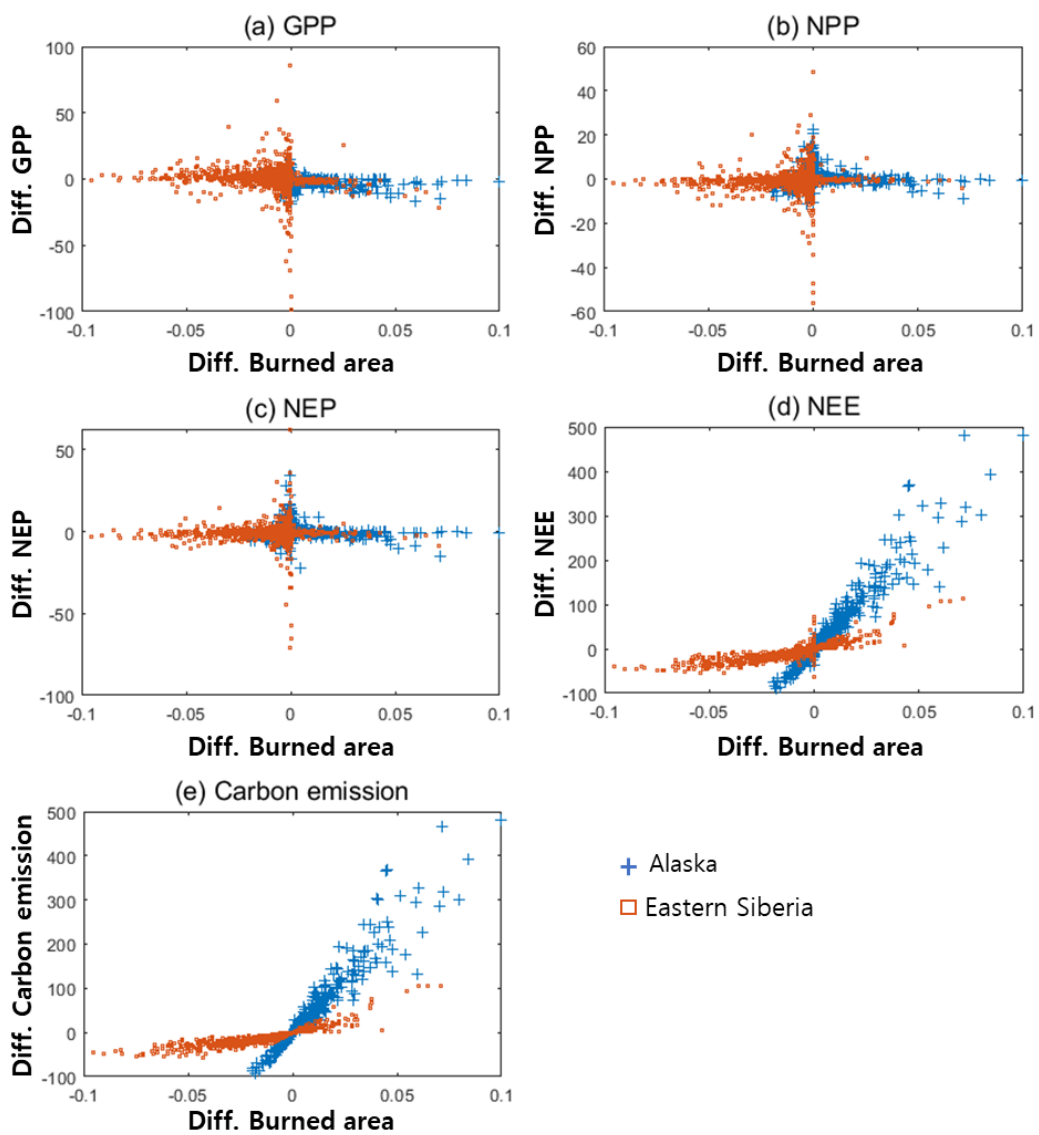 (a) GPP
100
50
0
-50
-100
Diff. GPP
-0.1 -0.05 0 0.05 0.1
Diff. Burned area
(b) NPP
60
40
20
0
-20
-40
-60
Diff. NPP
-0.1 -0.05 0 0.05 0.1
Diff. Burned area
(c) NEP
50
0
-50
-100
Diff. NEP
-0.1 -0.05 0 0.05 0.1
Diff. Burned area
(d) NEE
500
400
300
200
100
0
-100
Diff. NEE
-0.1 -0.05 0 0.05 0.1
Diff. Burned area
(e) Carbon emission
500
400
300
200
100
0
-100
Diff. Carbon emission
-0.1 -0.05 0 0.05 0.1
Diff. Burned area
Alaska
Eastern Siberia